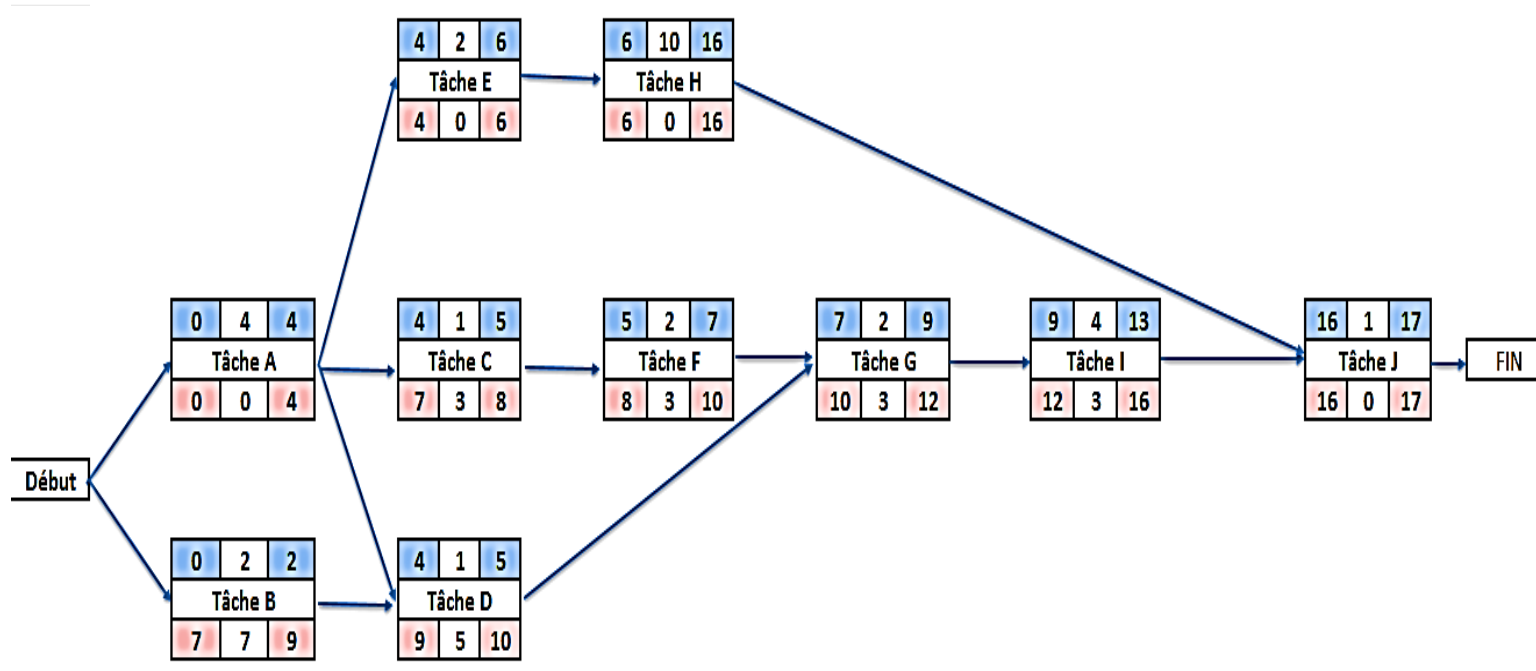 4 2 6
Tâche E
4 0 6
6 10 16
Tâche H
6 0 16
0 4 4
Tâche A
0 0 4
4 1 5
Tâche C
7 3 8
5 2 7
Tâche F
8 3 10
7 2 9
Tâche G
10 3 12
9 4 13
Tâche I
12 3 16
16 1 17
Tâche J
16 0 17
FIN
Début
0 2 2
Tâche B
7 7 9
4 1 5
Tâche D
9 5 10